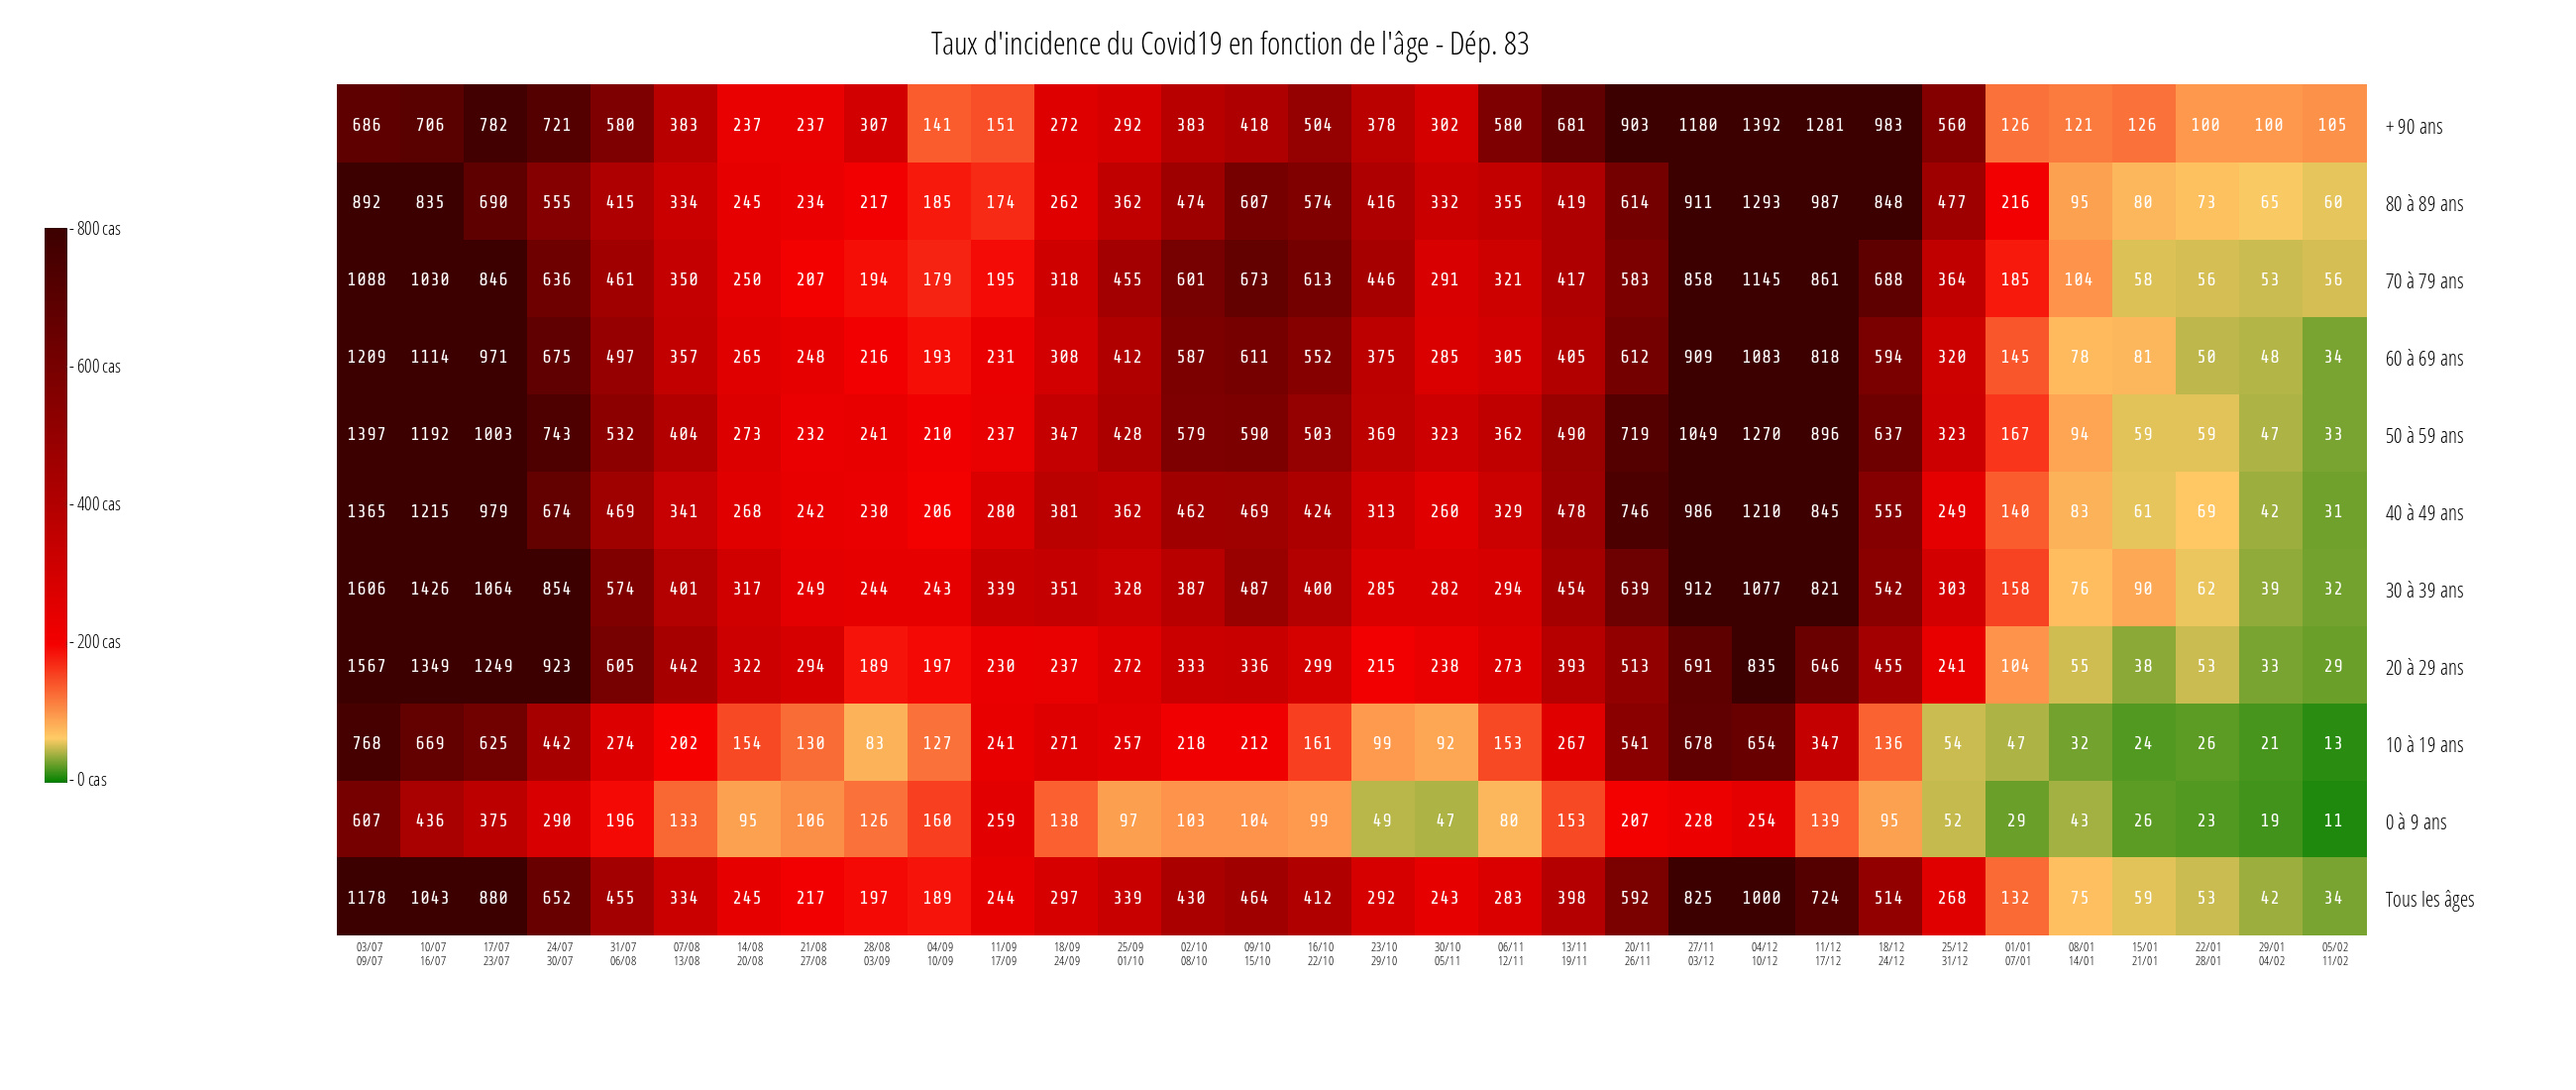 Taux d'incidence du Covid19 en fonction de l'âge - Dép. 83
686 706 782 721 580 383 237 237 307 141 151 272 292 383 418 504 378 302 580 681 903 1180 1392 1281 983 560 126 121 126 100 100 105 + 90 ans
892 835 690 555 415 334 245 234 217 185 174 262 362 474 607 574 416 332 355 419 614 911 1293 987 848 477 216 95 80 73 65 60 80 à 89 ans
- 800 cas
1088 1030 846 636 461 350 250 207 194 179 195 318 455 601 673 613 446 291 321 417 583 858 1145 861 688 364 185 104 58 56 53 56 70 à 79 ans
1209 1114 971 675 497 357 265 248 216 193 231 308 412 587 611 552 375 285 305 405 612 909 1083 818 594 320 145 78 81 50 48 34 60 à 69 ans
- 600 cas
1397 1192 1003 743 532 404 273 232 241 210 237 347 428 579 590 503 369 323 362 490 719 1049 1270 896 637 323 167 94 59 59 47 33 50 à 59 ans
- 400 cas
1365 1215 979 674 469 341 268 242 230 206 280 381 362 462 469 424 313 260 329 478 746 986 1210 845 555 249 140 83 61 69 42 31 40 à 49 ans
1606 1426 1064 854 574 401 317 249 244 243 339 351 328 387 487 400 285 282 294 454 639 912 1077 821 542 303 158 76 90 62 39 32 30 à 39 ans
- 200 cas
1567 1349 1249 923 605 442 322 294 189 197 230 237 272 333 336 299 215 238 273 393 513 691 835 646 455 241 104 55 38 53 33 29 20 à 29 ans
768 669 625 442 274 202 154 130 83 127 241 271 257 218 212 161 99 92 153 267 541 678 654 347 136 54 47 32 24 26 21 13 10 à 19 ans
- 0 cas
607 436 375 290 196 133 95 106 126 160 259 138 97 103 104 99 49 47 80 153 207 228 254 139 95 52 29 43 26 23 19 11 0 à 9 ans
1178 1043 880 652 455 334 245 217 197 189 244 297 339 430 464 412 292 243 283 398 592 825 1000 724 514 268 132 75 59 53 42 34 Tous les âges
03/07 10/07 17/07 24/07 31/07 07/08 14/08 21/08 28/08 04/09 11/09 18/09 25/09 02/10 09/10 16/10 23/10 30/10 06/11 13/11 20/11 27/11 04/12 11/12 18/12 25/12 01/01 08/01 15/01 22/01 29/01 05/02
09/07 16/07 23/07 30/07 06/08 13/08 20/08 27/08 03/09 10/09 17/09 24/09 01/10 08/10 15/10 22/10 29/10 05/11 12/11 19/11 26/11 03/12 10/12 17/12 24/12 31/12 07/01 14/01 21/01 28/01 04/02 11/02